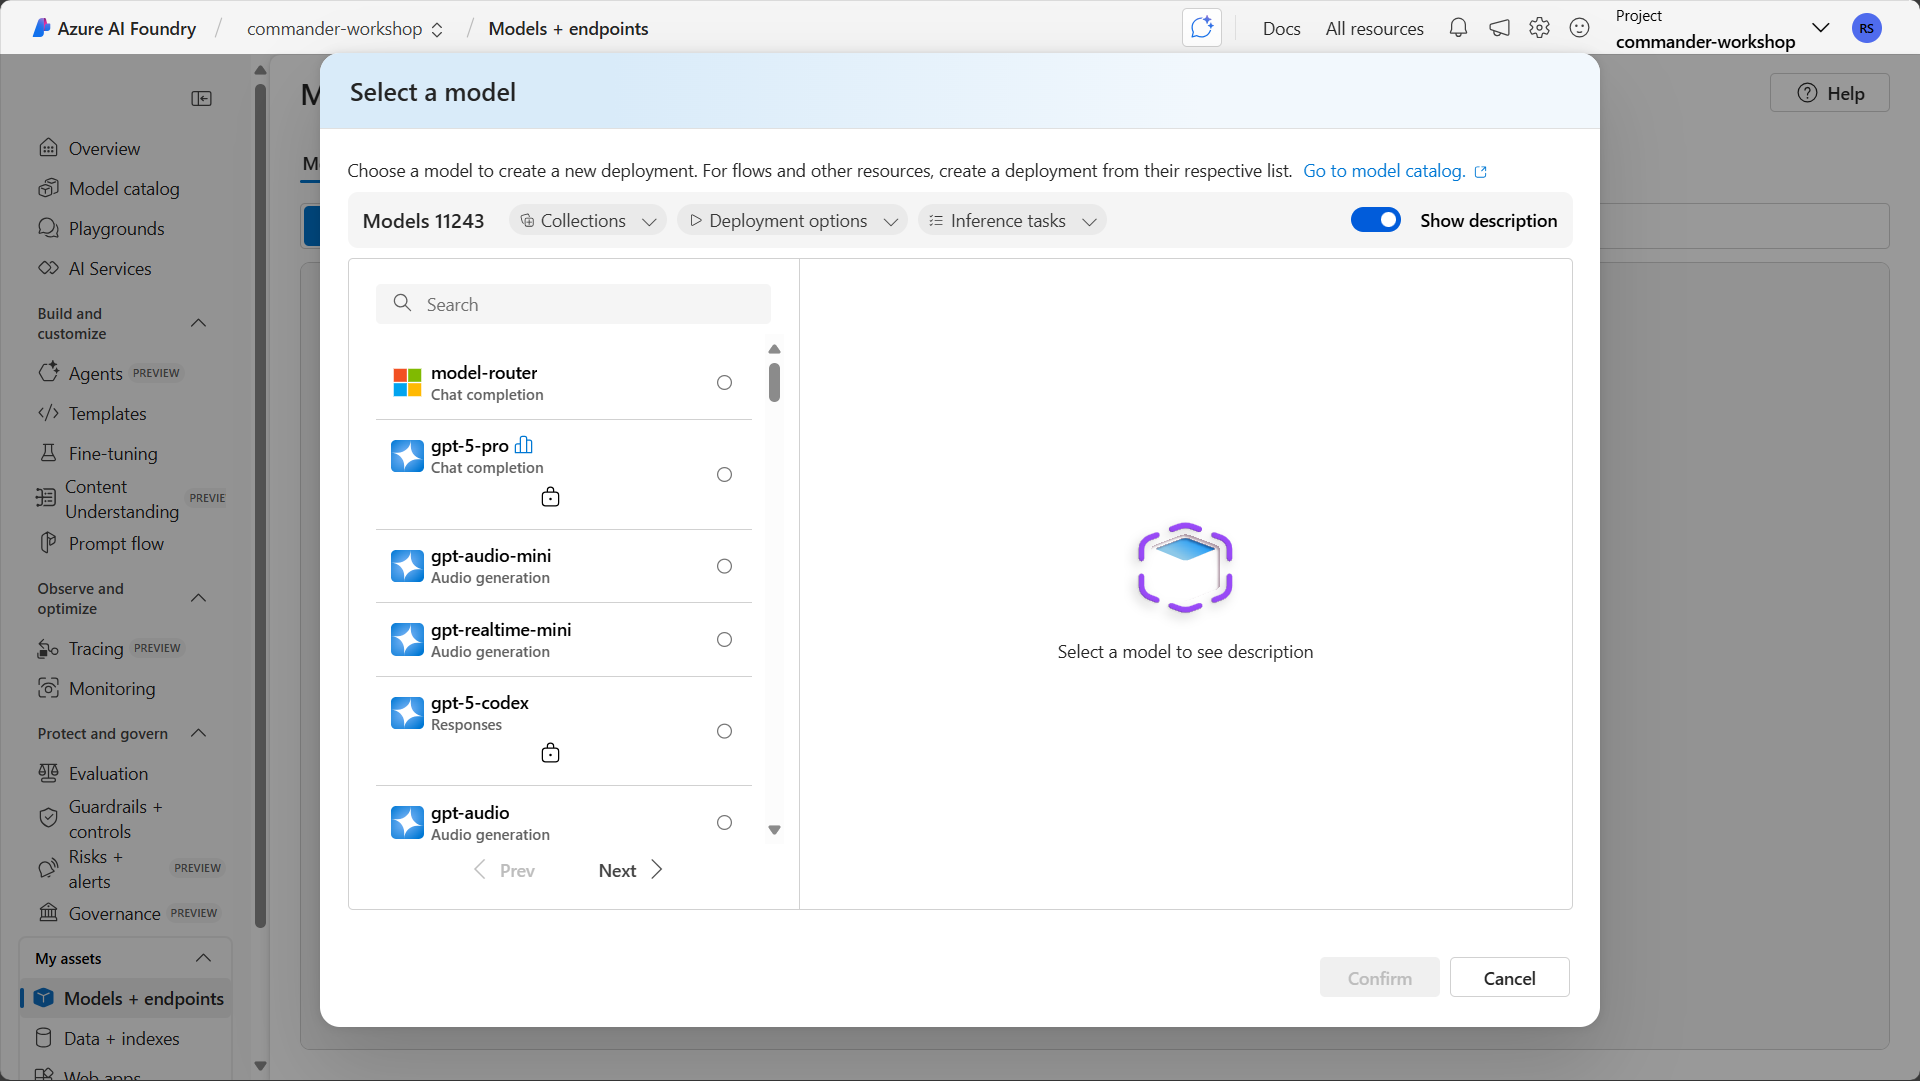 Azure AI Foundry / commander-workshop / Models + endpoints
Docs
All resources
Project
commander-workshop
RS
Help
Overview
Model catalog
Playgrounds
AI Services
Build and
customize
Agents PREVIEW
Templates
Fine-tuning
Content
Understanding
PREVIE
Prompt flow
Observe and
optimize
Tracing PREVIEW
Monitoring
Protect and govern
Evaluation
Guardrails +
controls
Risks +
alerts
PREVIEW
Governance PREVIEW
My assets
Models + endpoints
Data + indexes
Web apps
M
M
Select a model
Choose a model to create a new deployment. For flows and other resources, create a deployment from their respective list. Go to model catalog.
Models 11243
Collections
Deployment options
Inference tasks
Show description
Search
model-router
Chat completion
gpt-5-pro
Chat completion
gpt-audio-mini
Audio generation
gpt-realtime-mini
Audio generation
gpt-5-codex
Responses
gpt-audio
Audio generation
Prev
Next
Select a model to see description
Confirm
Cancel